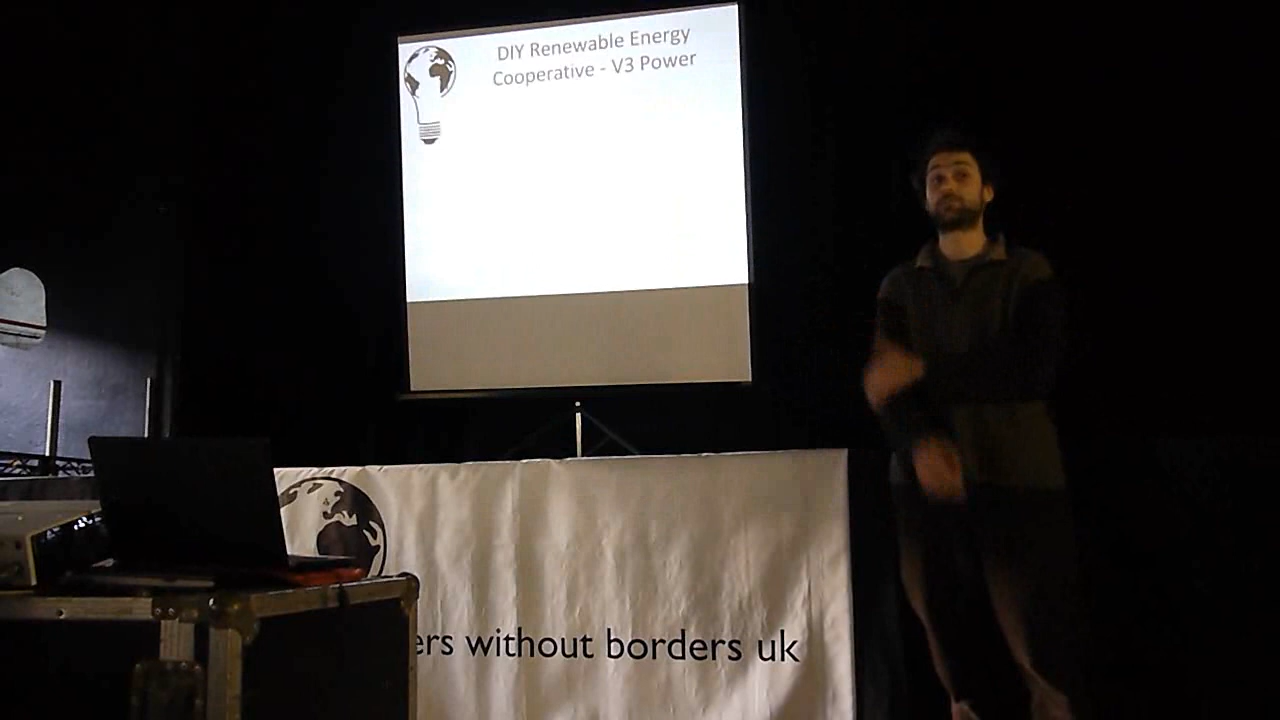 DIY Renewable Energy
Cooperative - V3 Power
ers without borders uk